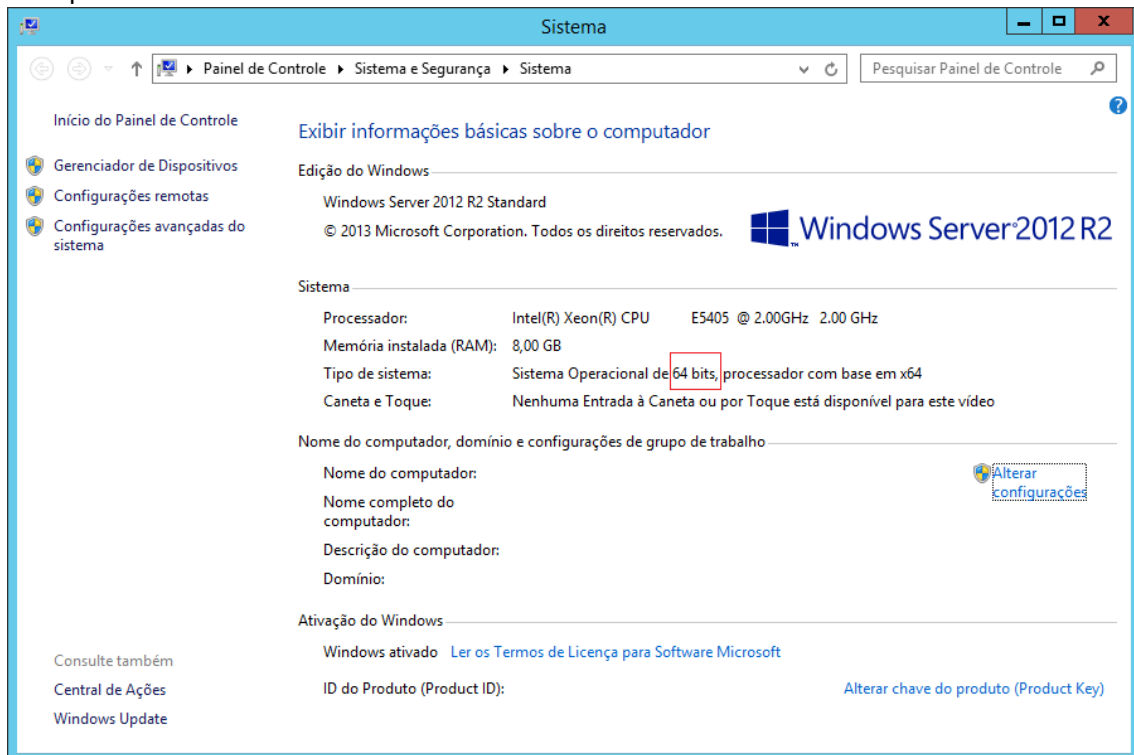 Sistema
Painel de Controle Sistema e Segurança Sistema
Pesquisar Painel de Controle
Início do Painel de Controle
Gerenciador de Dispositivos
Configurações remotas
Configurações avançadas do
sistema
Exibir informações básicas sobre o computador
Edição do Windows
Windows Server 2012 R2 Standard
© 2013 Microsoft Corporation. Todos os direitos reservados.
Windows Server 2012 R2
Sistema
Processador: Intel(R) Xeon(R) CPU E5405 @ 2.00GHz 2.00 GHz
Memória instalada (RAM): 8,00 GB
Tipo de sistema: Sistema Operacional de 64 bits, processador com base em x64
Caneta e Toque: Nenhuma Entrada à Caneta ou por Toque está disponível para este vídeo
Nome do computador, domínio e configurações de grupo de trabalho
Nome do computador:
Alterar
configurações
Nome completo do
computador:
Descrição do computador:
Domínio:
Ativação do Windows
Windows ativado Ler os Termos de Licença para Software Microsoft
ID do Produto (Product ID): Alterar chave do produto (Product Key)
Consulte também
Central de Ações
Windows Update